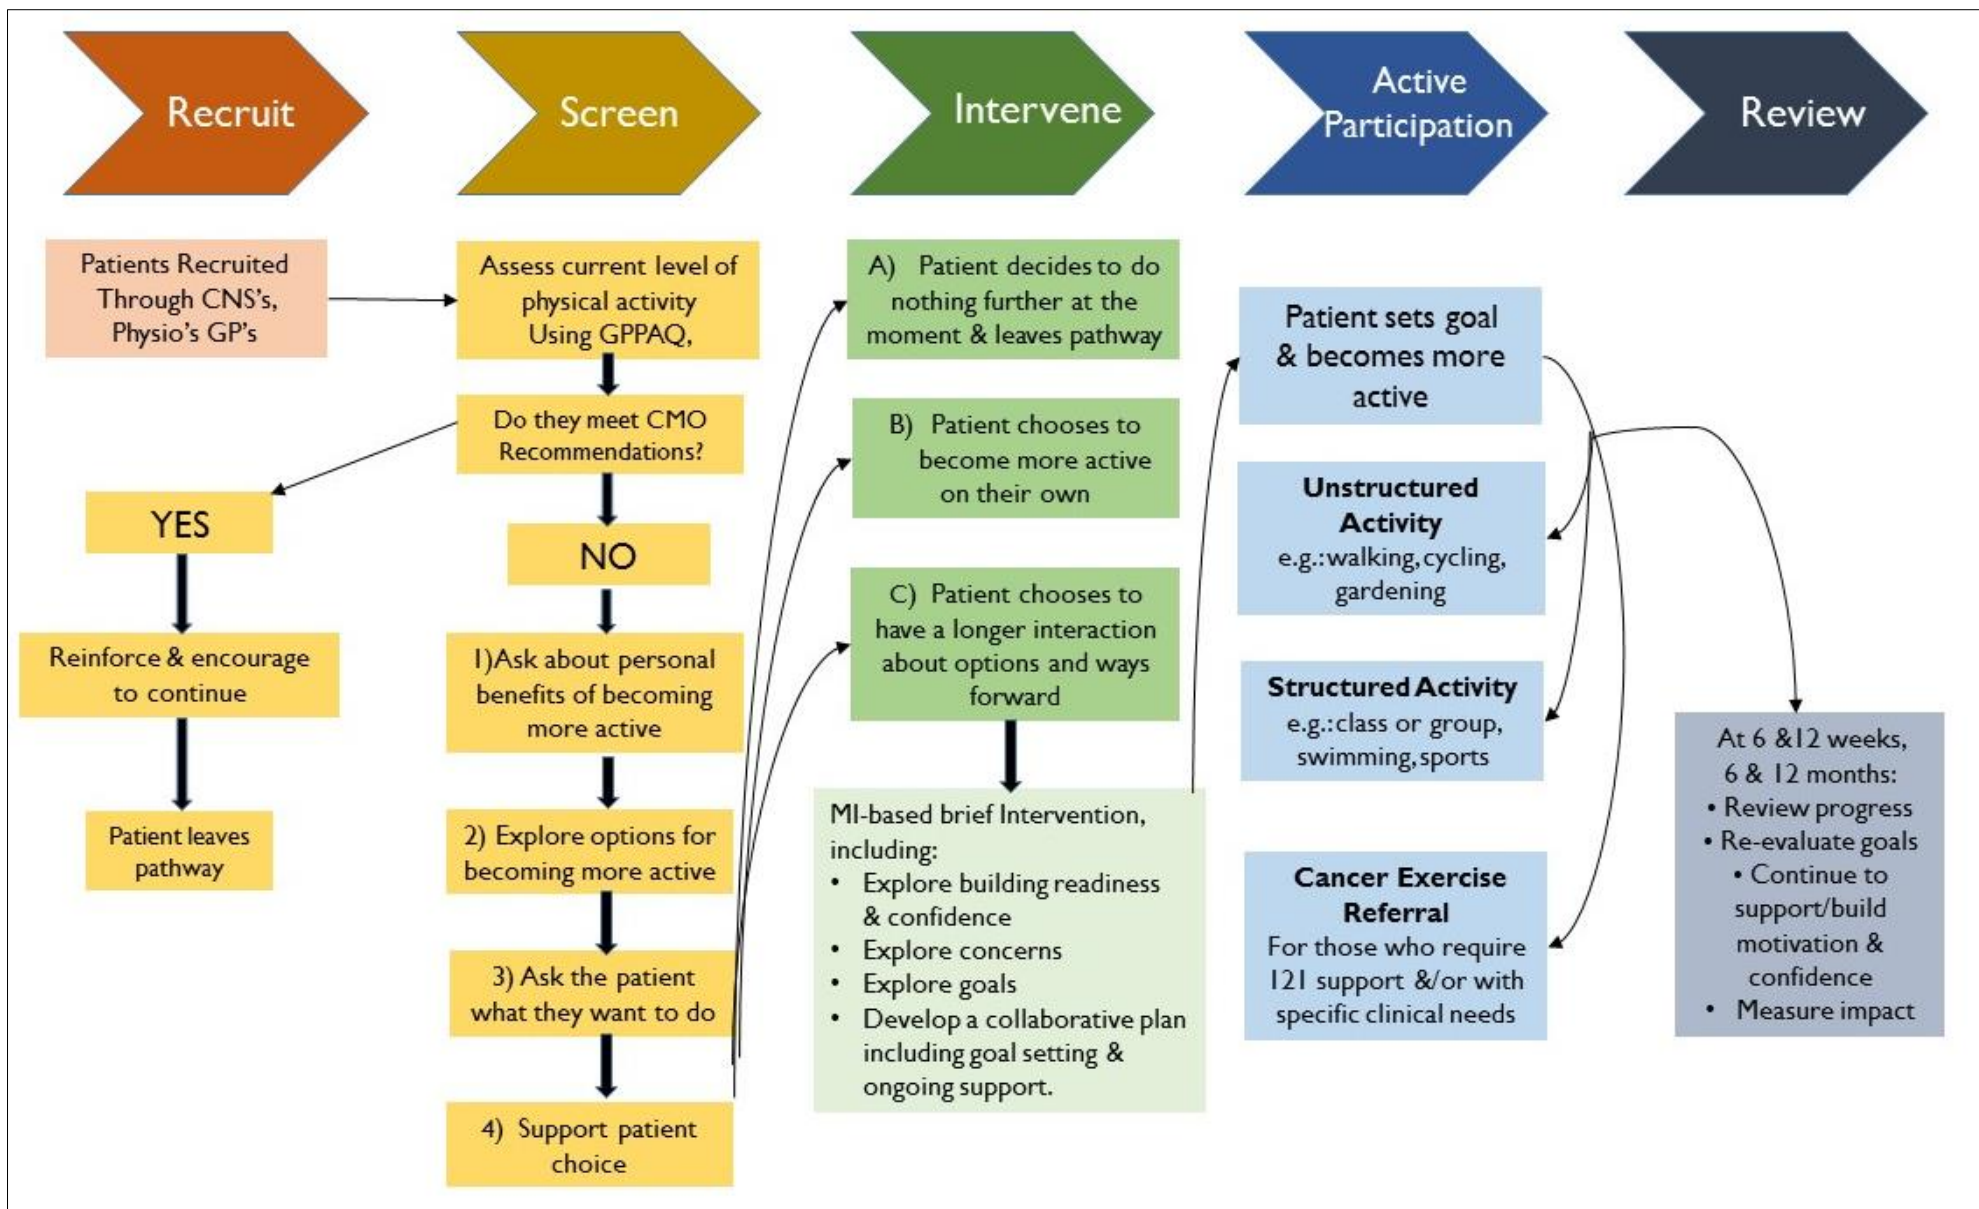 Recruit
Screen
Intervene
Active
Participation
Review
Patients Recruited
Through CNS's,
Physio's GP's
Assess current level of
physical activity
Using GPPAQ,
Do they meet CMO
Recommendations?
YES
NO
Reinforce & encourage
to continue
Patient leaves
pathway
1)Ask about personal
benefits of becoming
more active
2) Explore options for
becoming more active
3) Ask the patient
what they want to do
4) Support patient
choice
A) Patient decides to do
nothing further at the
moment & leaves pathway
B) Patient chooses to
become more active
on their own
C) Patient chooses to
have a longer interaction
about options and ways
forward
MI-based brief Intervention,
including:
• Explore building readiness
& confidence
• Explore concerns
• Explore goals
• Develop a collaborative plan
including goal setting &
ongoing support.
Patient sets goal
& becomes more
active
Unstructured
Activity
e.g.:walking,cycling,
gardening
Structured Activity
e.g.:class or group,
swimming,sports
Cancer Exercise
Referral
For those who require
121 support &/or with
specific clinical needs
At 6 &12 weeks,
6 & 12 months:
• Review progress
• Re-evaluate goals
• Continue to
support/build
motivation &
confidence
• Measure impact